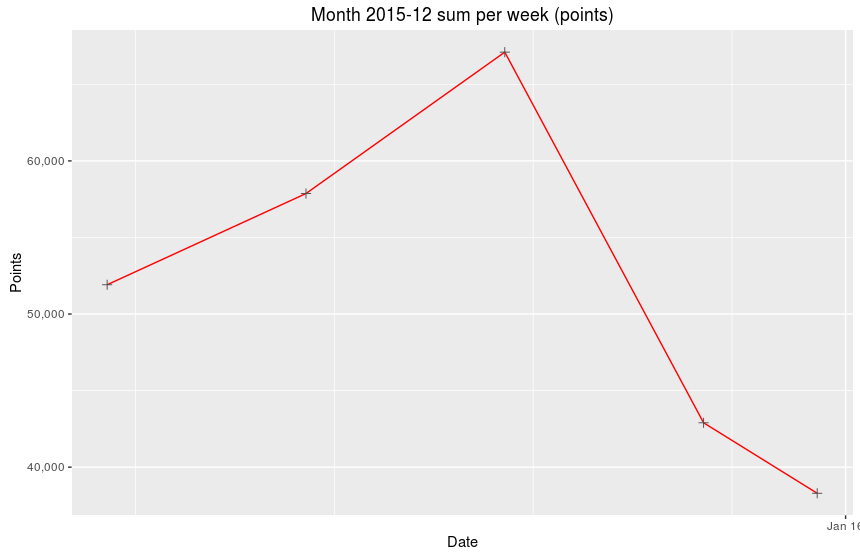 Month 2015-12 sum per week (points)
Points
60,000
50,000
40,000
Jan 16
Date